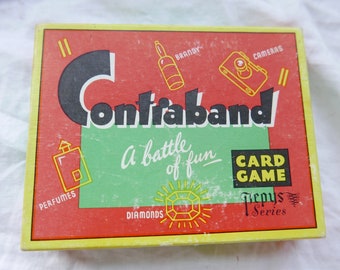 BRANDY
CAMERAS
"Contraband"
A battle
of fun
PERFUMES
DIAMONDS
CARD
GAME
Pepys
Series